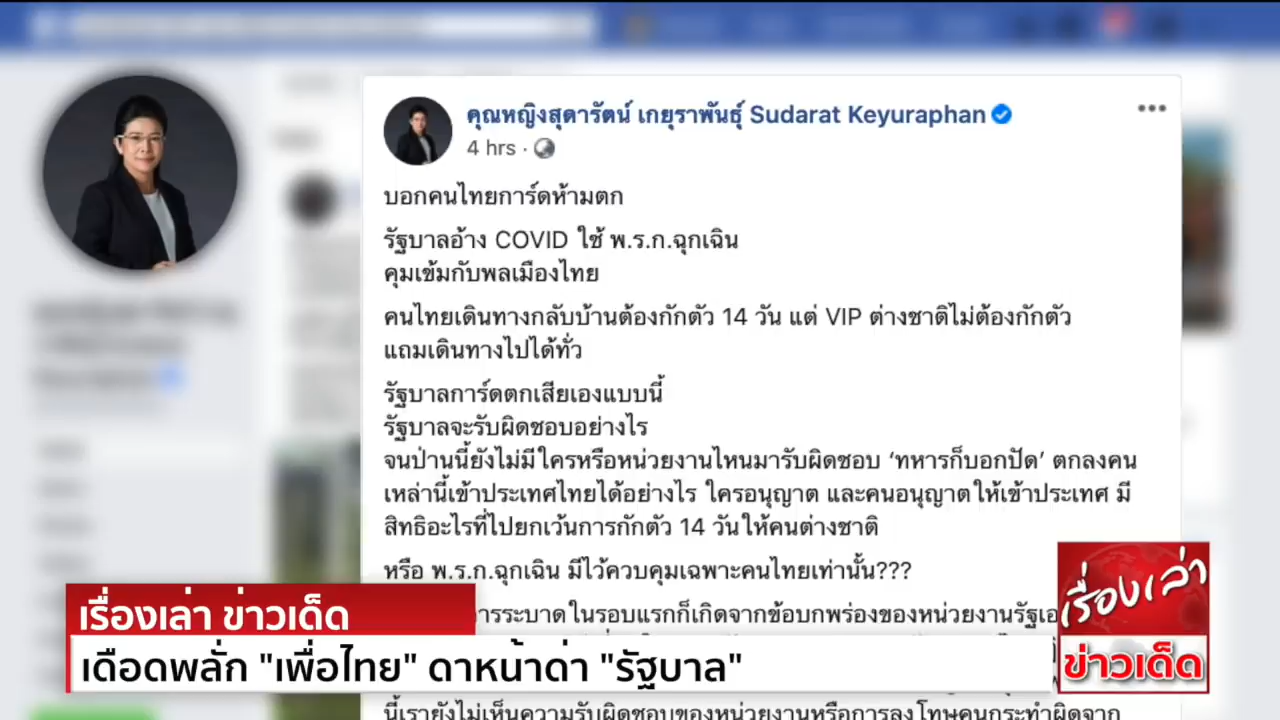 คุณหญิงสุดารัตน์ เกยุราพันธุ์ Sudarat Keyuraphan
4 hrs ·
บอกคนไทยการ์ดห้ามตก
รัฐบาลอ้าง COVID ใช้ พ.ร.ก.ฉุกเฉิน
คุมเข้มกับพลเมืองไทย
คนไทยเดินทางกลับบ้านต้องกักตัว 14 วัน แต่ VIP ต่างชาติไม่ต้องกักตัว
แถมเดินทางไปได้ทั่ว
รัฐบาลการ์ดตกเสียเองแบบนี้
รัฐบาลจะรับผิดชอบอย่างไร
จนป่านนี้ยังไม่มีใครหรือหน่วยงานไหนมารับผิดชอบ ‘ทหารก็บอกปัด’ ตกลงคน
เหล่านี้เข้าประเทศไทยได้อย่างไร ใครอนุญาต และคนอนุญาตให้เข้าประเทศ มี
สิทธิอะไรที่ไปยกเว้นการกักตัว 14 วันให้คนต่างชาติ
หรือ พ.ร.ก.ฉุกเฉิน มีไว้ควบคุมเฉพาะคนไทยเท่านั้น???
การระบาดในรอบแรกก็เกิดจากข้อบกพร่องของหน่วยงานรัฐเอ
นี้เรายังไม่เห็นความรับผิดชอบของหน่วยงานหรือการลงโทษคนกระทำผิดจาก
เรื่องเล่า ข่าวเด็ด
เดือดพลั่ก "เพื่อไทย" ดาหน้าด่า "รัฐบาล"
เรื่องเล่า
ข่าวเด็ด